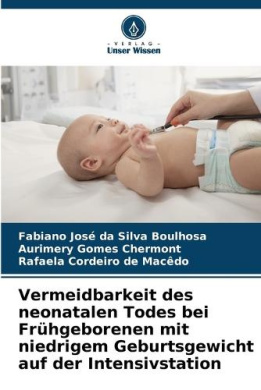 VERLAG
Unser Wissen
Fabiano José da Silva Boulhosa
Aurimery Gomes Chermont
Rafaela Cordeiro de Macêdo
Vermeidbarkeit des
neonatalen Todes bei
Frühgeborenen mit
niedrigem Geburtsgewicht
auf der Intensivstation